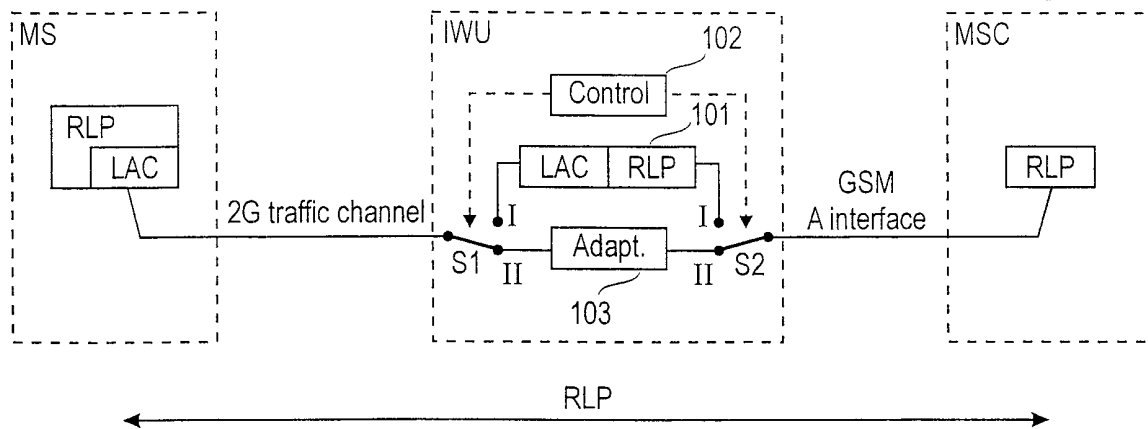 MS
IWU
MSC
102
Control
101
RLP
LAC
LAC
RLP
RLP
2G traffic channel
GSM
A interface
I
I
S1
II
Adapt.
II
S2
103
RLP